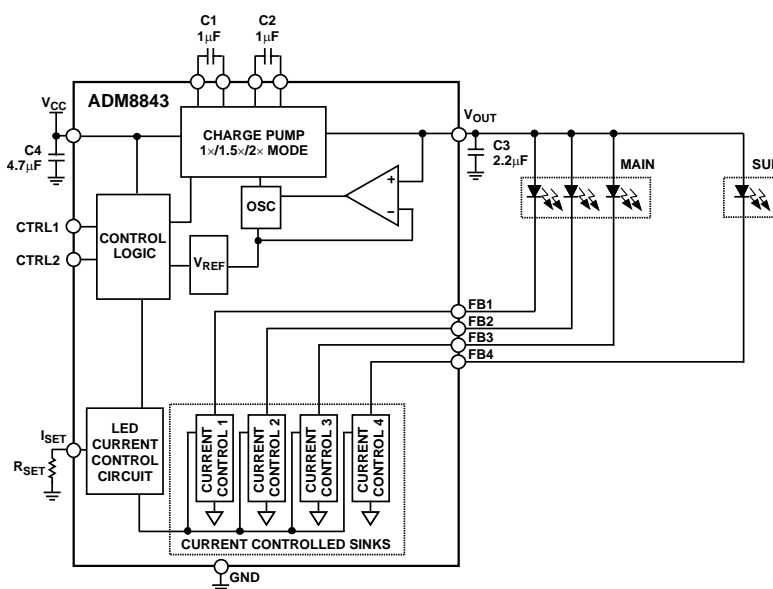 C1
1μF
C2
1μF
ADM8843
VCC
C4
4.7μF
CHARGE PUMP
1×/1.5×/2× MODE
VOUT
C3
2.2μF
MAIN
+
–
OSC
CTRL1
CTRL2
CONTROL
LOGIC
VREF
FB1
FB2
FB3
FB4
ISET
RSET
LED
CURRENT
CONTROL
CIRCUIT
CURRENT
CONTROL 1
CURRENT
CONTROL 2
CURRENT
CONTROL 3
CURRENT
CONTROL 4
CURRENT CONTROLLED SINKS
GND